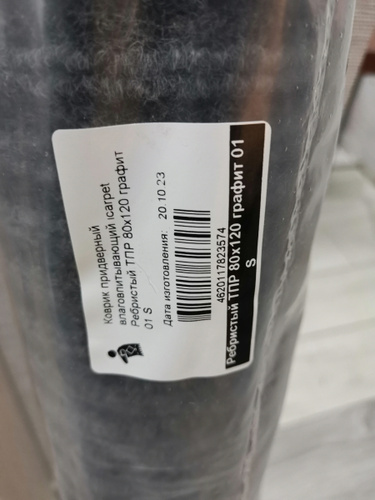 Коврик придверный
влаговпитывающий icarpet
Ребристый ТПР 80х120 графит
01 S
Дата изготовления: 20.10.23
4620117823574
Ребристый ТПР 80х120 графит 01
S